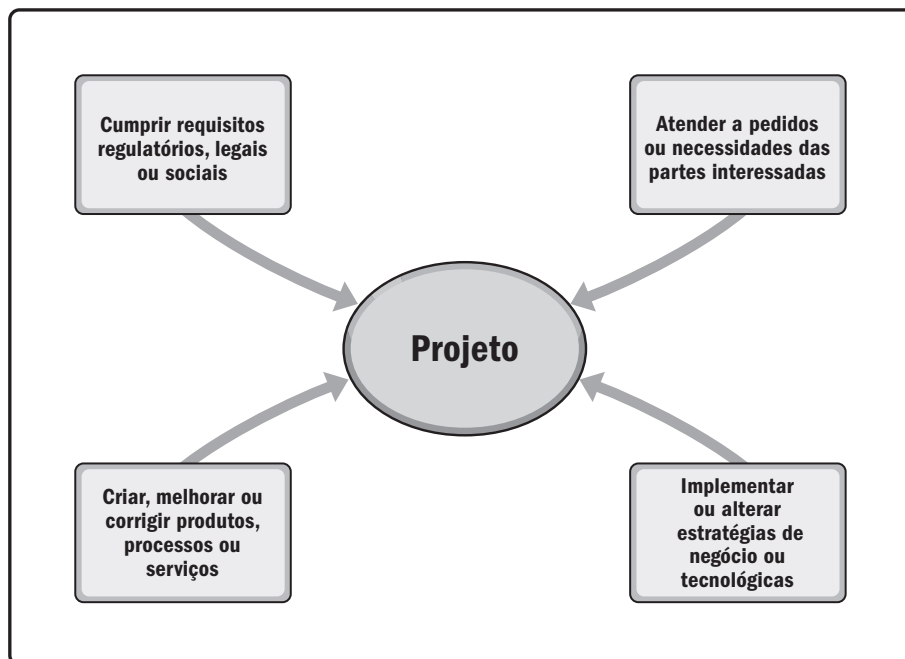 Cumprir requisitos
regulatórios, legais
ou sociais
Atender a pedidos
ou necessidades das
partes interessadas
Projeto
Criar, melhorar ou
corrigir produtos,
processos ou
serviços
Implementar
ou alterar
estratégias de
negócio ou
tecnológicas